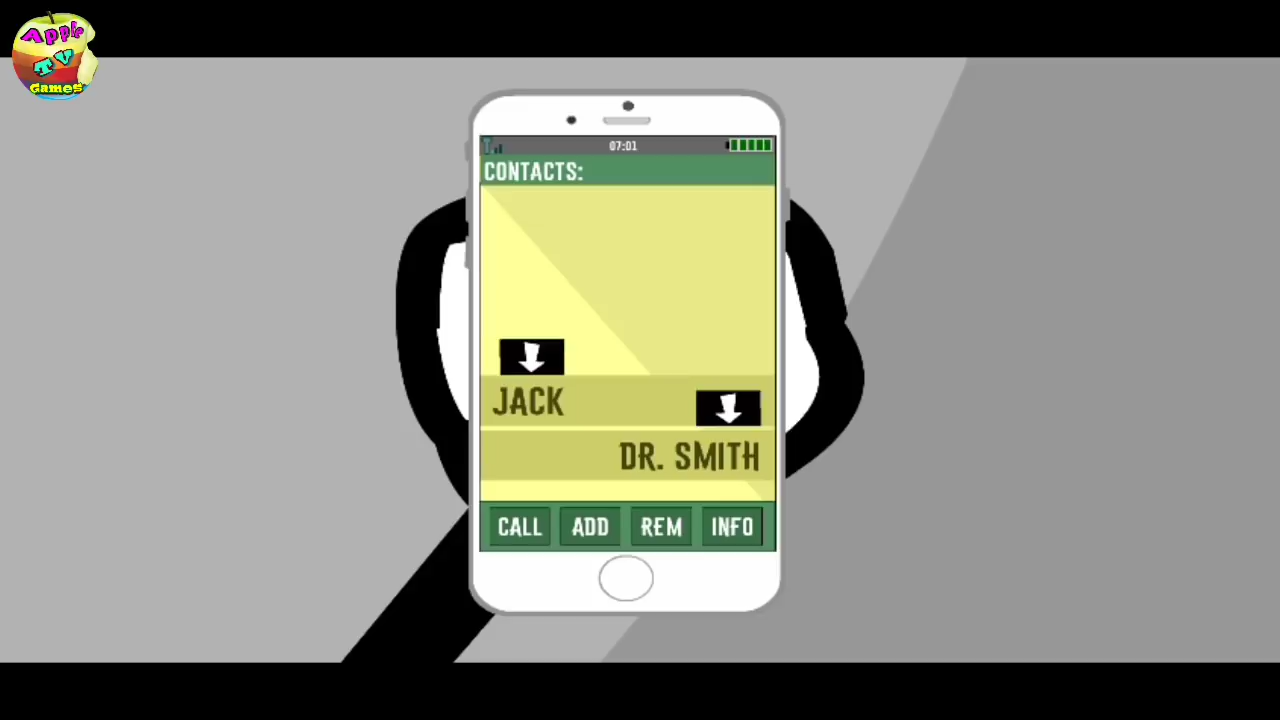 Apple
TV
Games
07:01
CONTACTS:
JACK
DR. SMITH
CALL ADD REM INFO